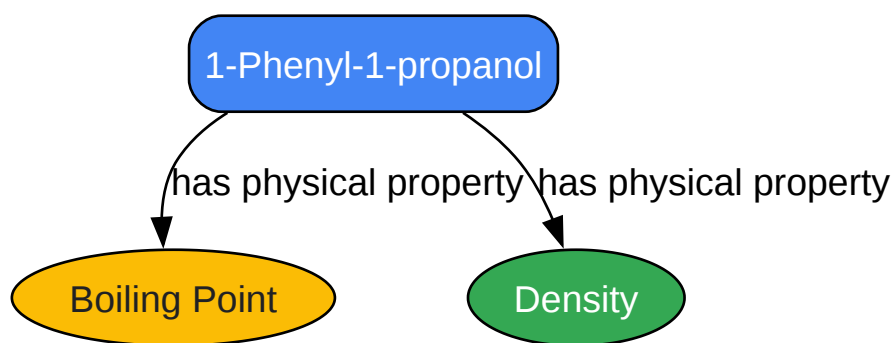 1-Phenyl-1-propanol
has physical property has physical property
Boiling Point
Density